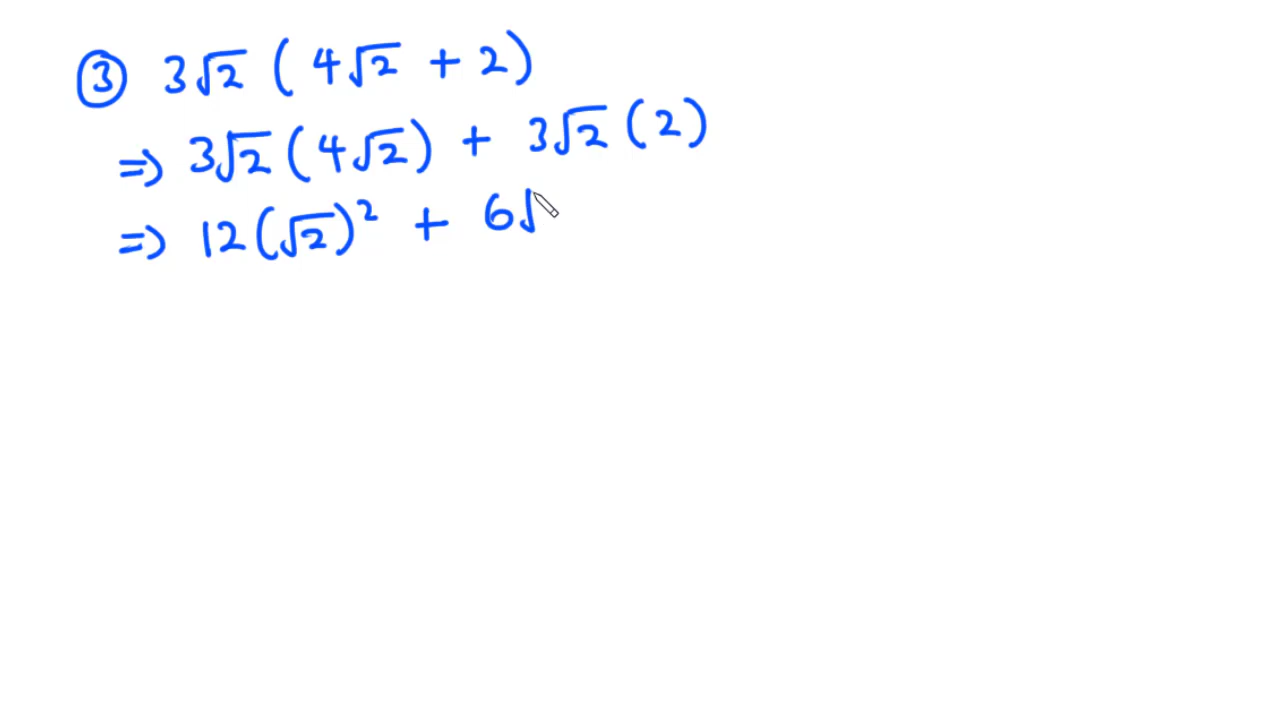 ③ 3√2 ( 4√2 + 2)
⇒ 3√2 (4√2) + 3√2 (2)
⇒ 12(√2)² + 6√